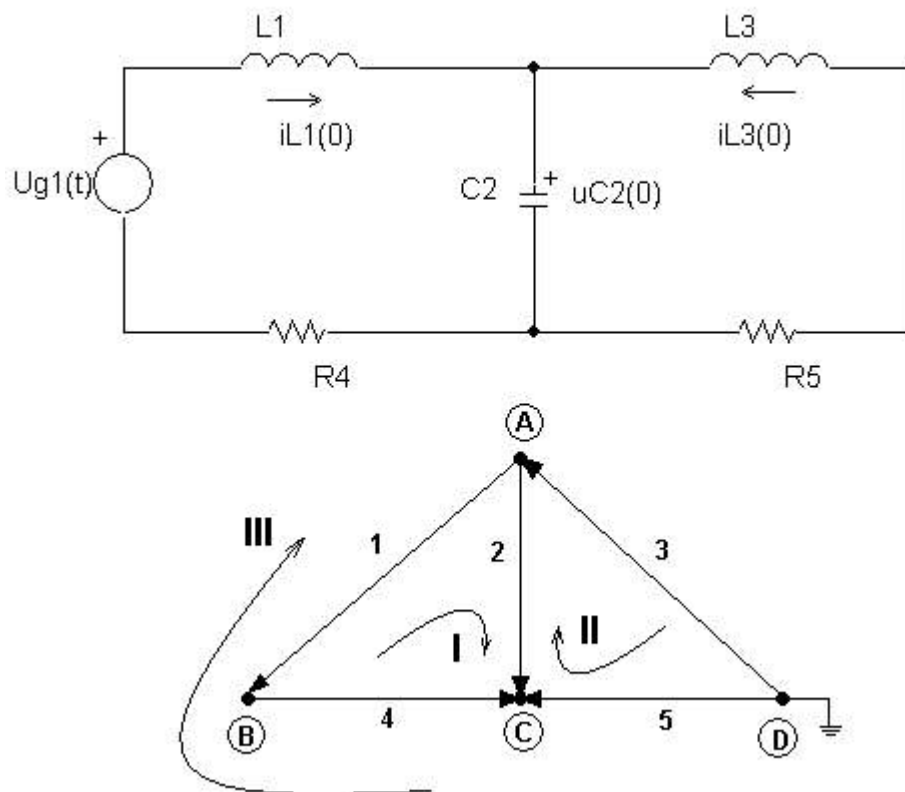 L1
L3
iL1(0)
iL3(0)
+
Ug1(t)
C2
+
uC2(0)
R4
R5
A
III
1
2
3
I
II
B
4
C
5
D